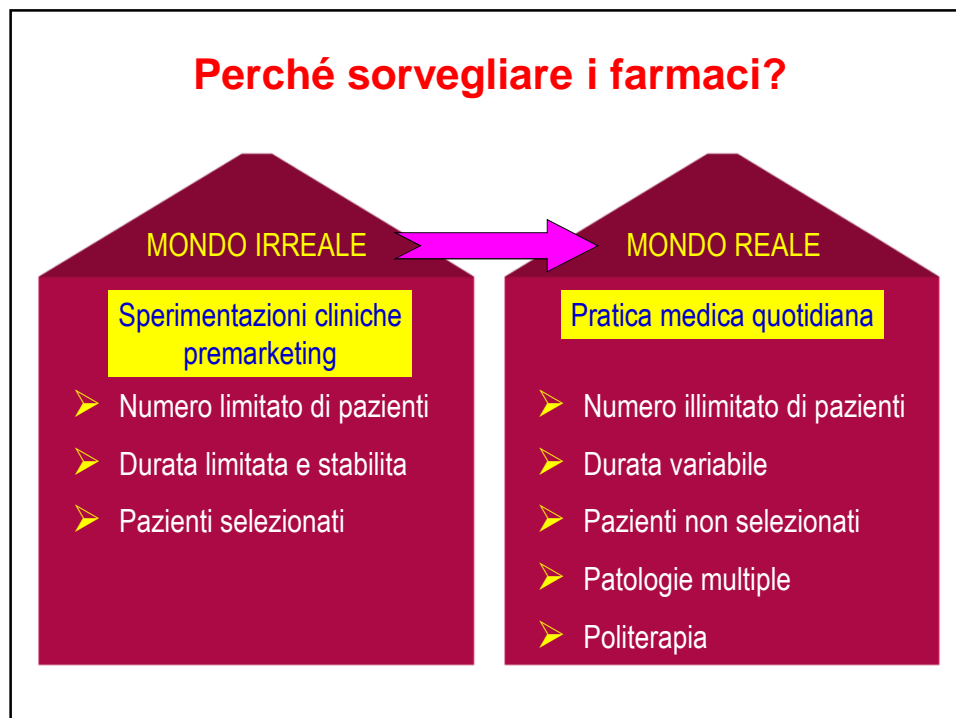 Perché sorvegliare i farmaci?
MONDO IRREALE
Sperimentazioni cliniche
premarketing
Numero limitato di pazienti
Durata limitata e stabilita
Pazienti selezionati
MONDO REALE
Pratica medica quotidiana
Numero illimitato di pazienti
Durata variabile
Pazienti non selezionati
Patologie multiple
Politerapia